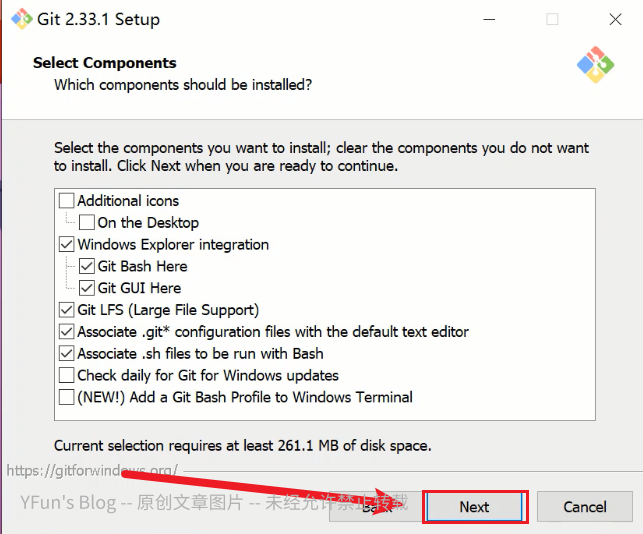 Git 2.33.1 Setup
Select Components
Which components should be installed?
Select the components you want to install; clear the components you do not want
to install. Click Next when you are ready to continue.
Additional icons
On the Desktop
Windows Explorer integration
Git Bash Here
Git GUI Here
Git LFS (Large File Support)
Associate .git* configuration files with the default text editor
Associate .sh files to be run with Bash
Check daily for Git for Windows updates
(NEW!) Add a Git Bash Profile to Windows Terminal
Current selection requires at least 261.1 MB of disk space.
https://gitforwindows.org/
YFun's Blog -- 原创文章图片 -- 未经允许禁止转载
Back
Next
Cancel